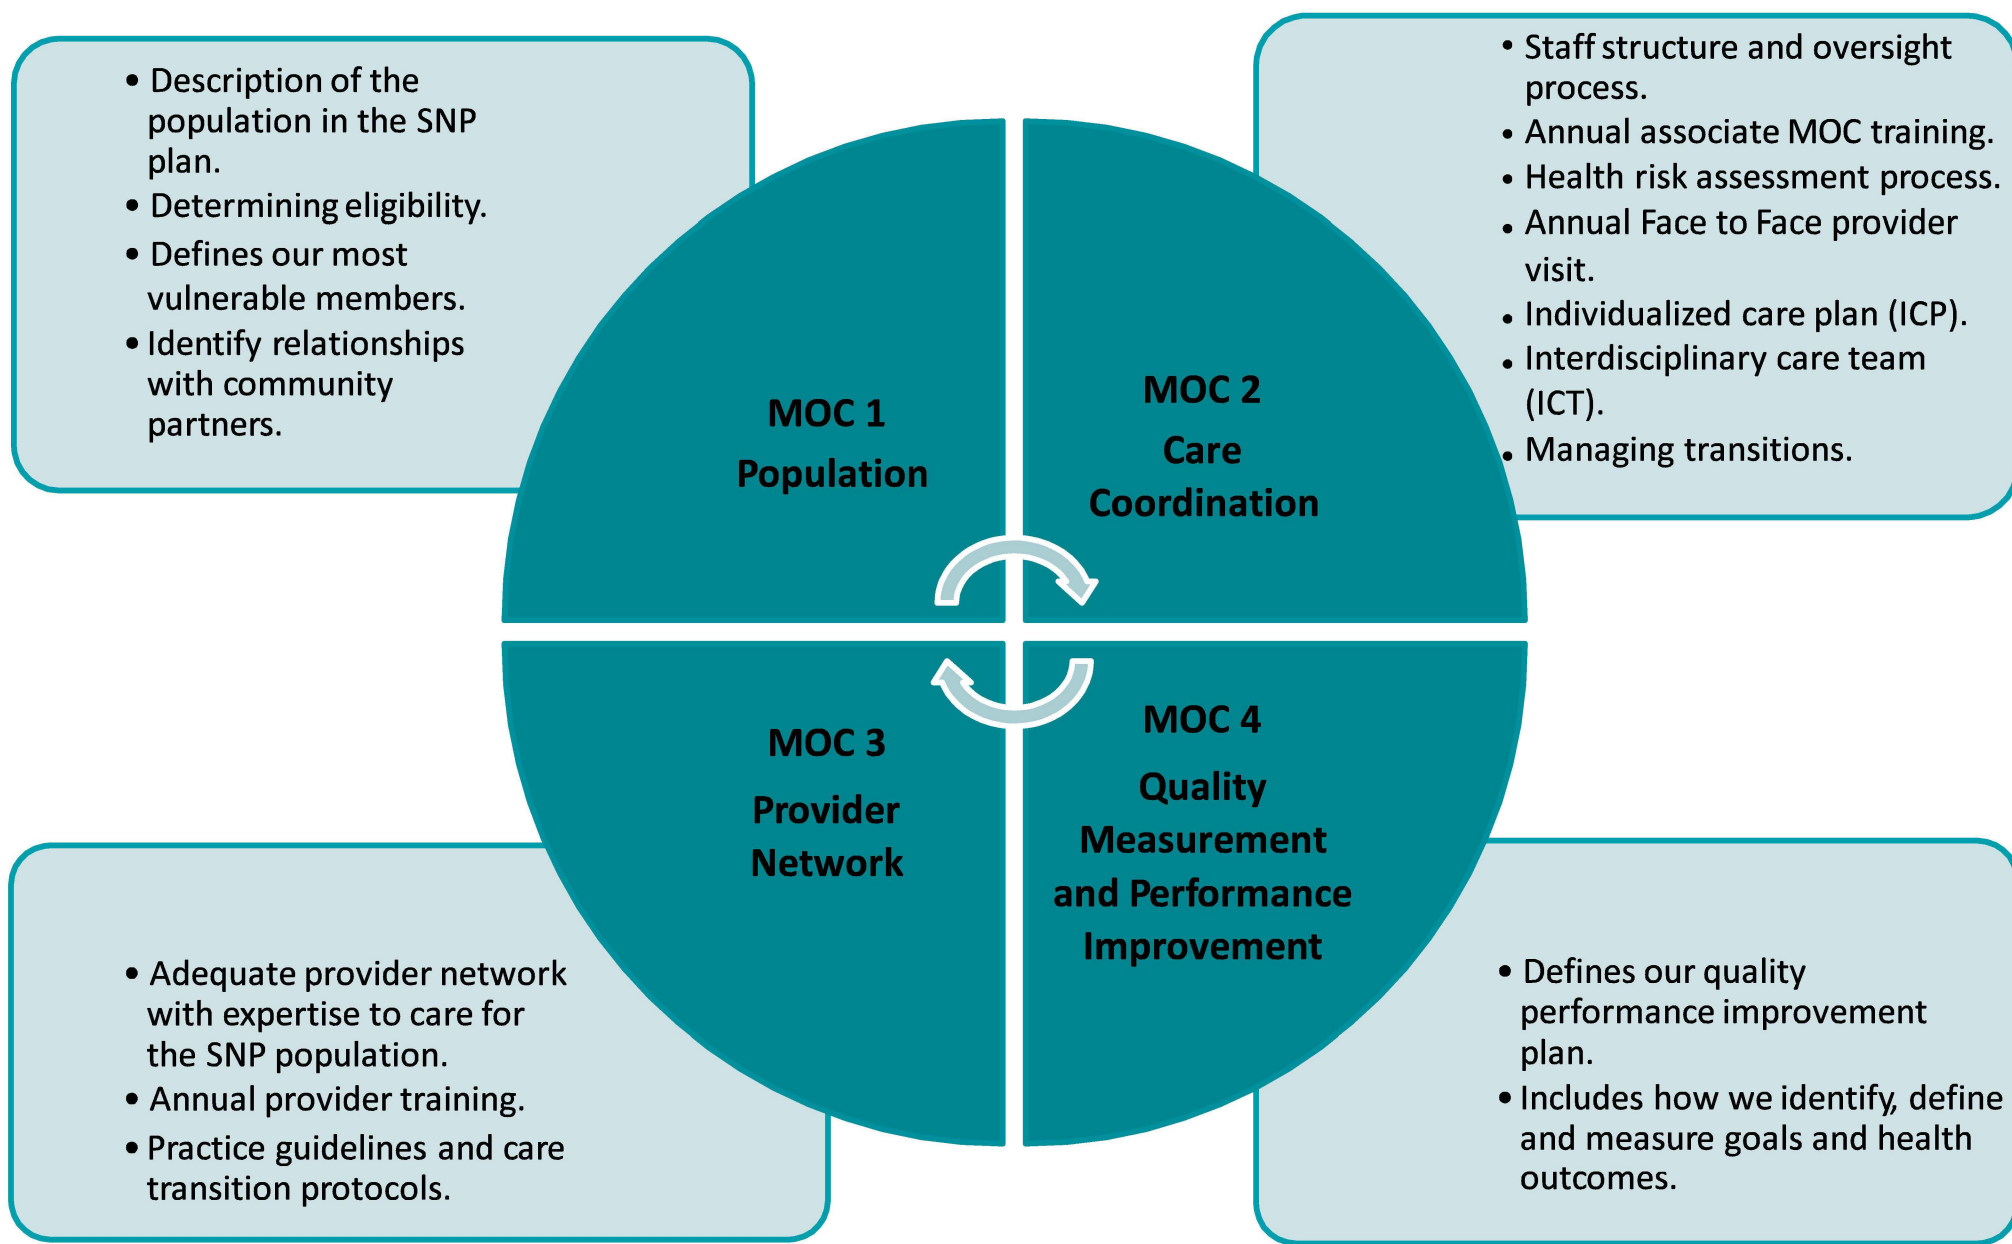 • Description of the
population in the SNP
plan.
• Determining eligibility.
• Defines our most
vulnerable members.
• Identify relationships
with community
partners.
• Staff structure and oversight
process.
• Annual associate MOC training.
• Health risk assessment process.
• Annual Face to Face provider
visit.
• Individualized care plan (ICP).
• Interdisciplinary care team
(ICT).
• Managing transitions.
MOC 1
Population
MOC 2
Care
Coordination
MOC 3
Provider
Network
MOC 4
Quality
Measurement
and Performance
Improvement
• Adequate provider network
with expertise to care for
the SNP population.
• Annual provider training.
• Practice guidelines and care
transition protocols.
• Defines our quality
performance improvement
plan.
• Includes how we identify, define
and measure goals and health
outcomes.